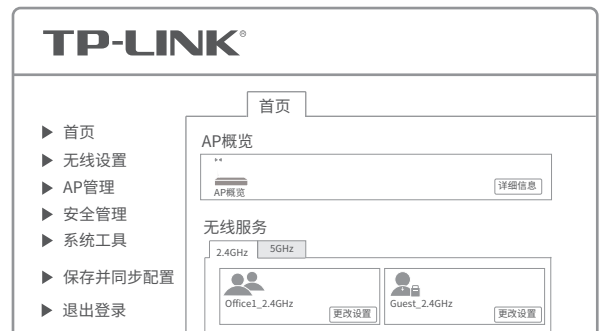 TP-LINK®
首页
首页
无线设置
AP管理
安全管理
系统工具
保存并同步配置
退出登录
AP概览
AP概览
详细信息
无线服务
2.4GHz
5GHz
Office1_2.4GHz
更改设置
Guest_2.4GHz
更改设置